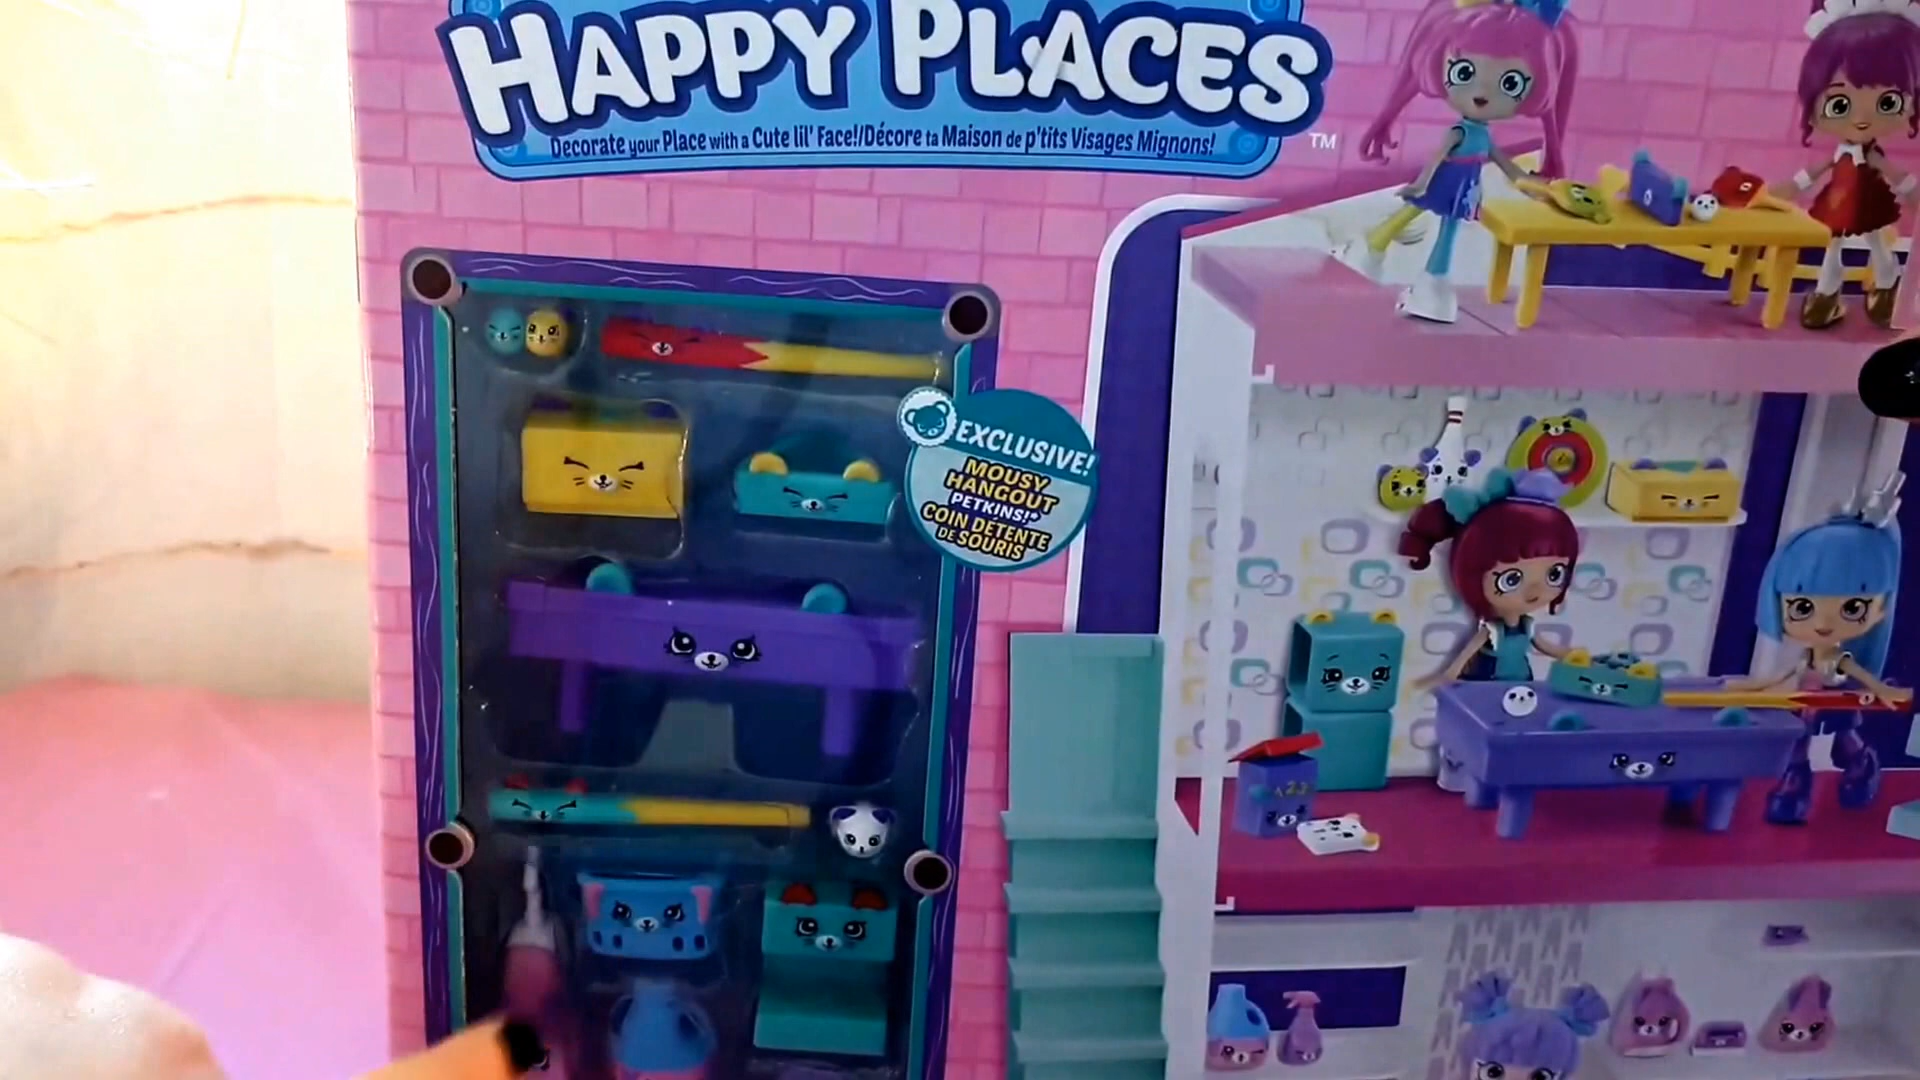 HAPPY PLACES
Decorate your Place with a Cute lil' Face!/Décore ta Maison de p'tits Visages Mignons!
TM
EXCLUSIVE!
MOUSY
HANGOUT
PETKINS!*
COIN DETENTE
DE SOURIS
123